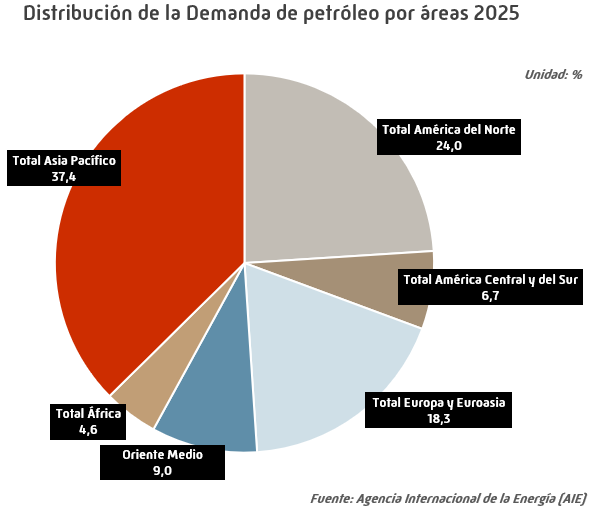 Distribución de la Demanda de petróleo por áreas 2025
Unidad: %
Total América del Norte
24,0
Total Asia Pacífico
37,4
Total América Central y del Sur
6,7
Total Europa y Euroasia
18,3
Total África
4,6
Oriente Medio
9,0
Fuente: Agencia Internacional de la Energía (AIE)